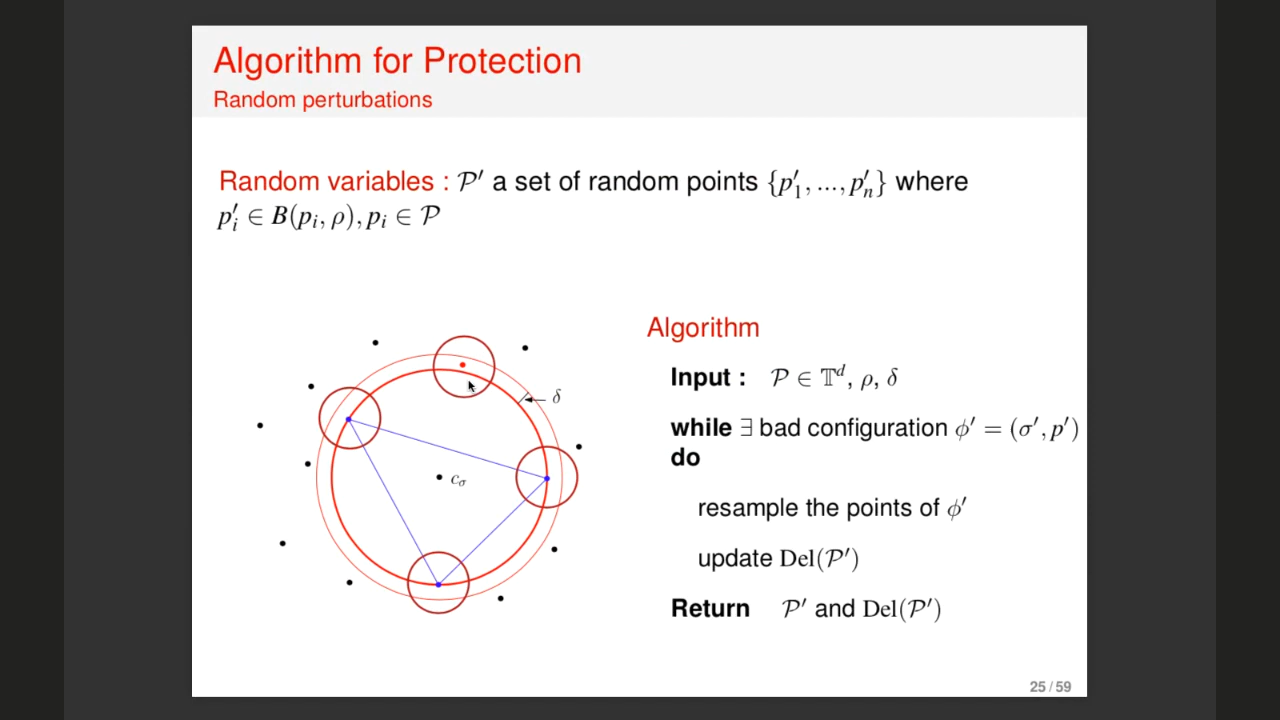 Algorithm for Protection
Random perturbations
Random variables : 𝒫′ a set of random points {p′₁, ..., p′ₙ} where
p′ᵢ ∈ B(pᵢ, ρ), pᵢ ∈ 𝒫
δ
c_σ
Algorithm
Input : 𝒫 ∈ 𝕋ᵈ, ρ, δ
while ∃ bad configuration ϕ′ = (σ′, p′)
do
resample the points of ϕ′
update Del(𝒫′)
Return 𝒫′ and Del(𝒫′)
25 / 59